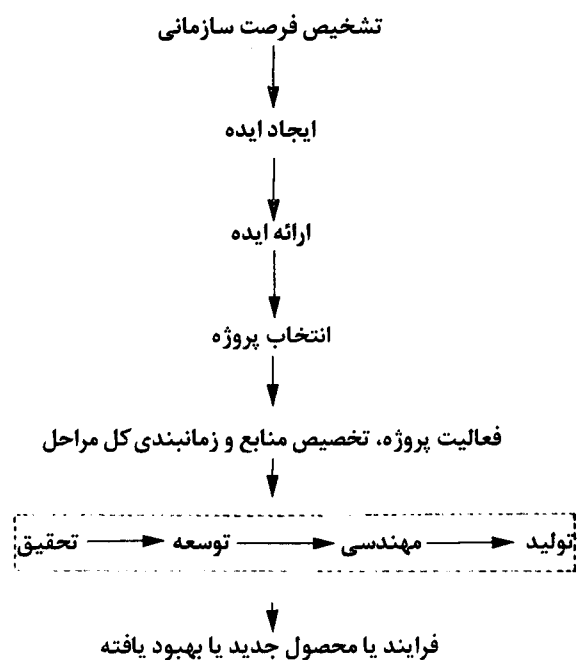 تشخیص فرصت سازمانی
ایجاد ایده
ارائه ایده
انتخاب پروژه
فعالیت پروژه، تخصیص منابع و زمانبندی کل مراحل
تحقیق توسعه مهندسی تولید
فرایند یا محصول جدید یا بهبود یافته